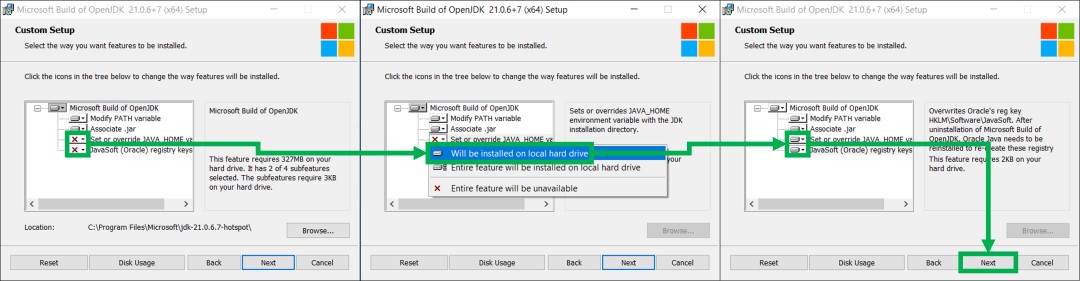 Microsoft Build of OpenJDK 21.0.6+7 (x64) Setup
Custom Setup
Select the way you want features to be installed.
Click the icons in the tree below to change the way features will be installed.
Microsoft Build of OpenJDK
Modify PATH variable
Associate .jar
Set or override JAVA_HOME va
JavaSoft (Oracle) registry keys
Microsoft Build of OpenJDK
This feature requires 327MB on your
hard drive. It has 2 of 4 subfeatures
selected. The subfeatures require 3KB
on your hard drive.
Location: C:\Program Files\Microsoft\jdk-21.0.6.7-hotspot\
Browse...
Reset Disk Usage Back Next Cancel
Microsoft Build of OpenJDK 21.0.6+7 (x64) Setup
Custom Setup
Select the way you want features to be installed.
Click the icons in the tree below to change the way features will be installed.
Microsoft Build of OpenJDK
Modify PATH variable
Associate .jar
Set or override JAVA_HOME va
Will be installed on local hard drive
Entire feature will be installed on local hard drive
Entire feature will be unavailable
Sets or overrides JAVA_HOME
environment variable with the JDK
installation directory.
your
Browse...
Reset Disk Usage Back Next Cancel
Microsoft Build of OpenJDK 21.0.6+7 (x64) Setup
Custom Setup
Select the way you want features to be installed.
Click the icons in the tree below to change the way features will be installed.
Microsoft Build of OpenJDK
Modify PATH variable
Associate .jar
Set or override JAVA_HOME va
JavaSoft (Oracle) registry keys
Overwrites Oracle's reg key
HKLM\Software\JavaSoft. After
uninstallation of Microsoft Build of
OpenJDK, Oracle Java needs to be
reinstalled to re-create these registry
This feature requires 2KB on your
hard drive.
Browse...
Reset Disk Usage Back Next Cancel